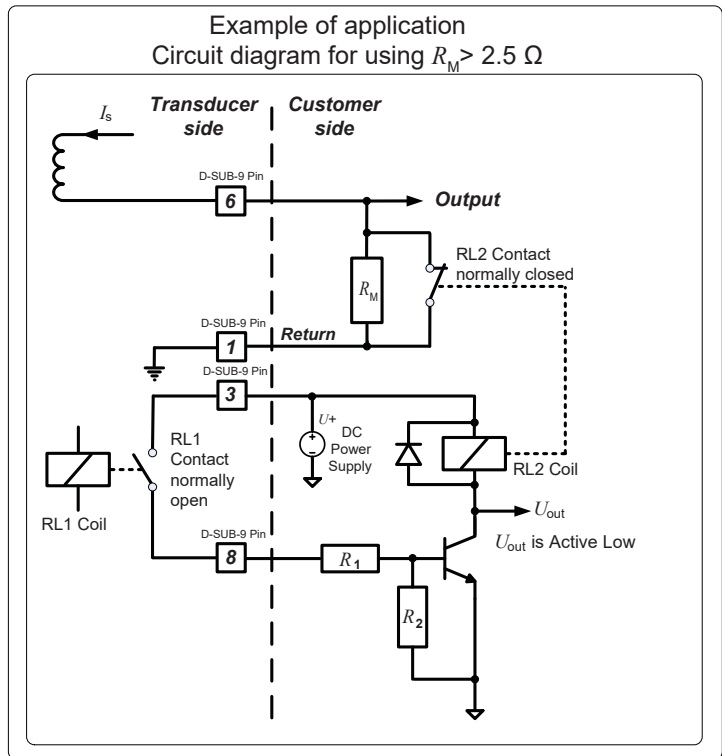 Example of application
Circuit diagram for using RM> 2.5 Ω
Transducer side
Customer side
Is
D-SUB-9 Pin
6
Output
RL2 Contact
normally closed
RM
D-SUB-9 Pin
1
Return
D-SUB-9 Pin
3
U+
DC
Power
Supply
RL1
Contact
normally
open
RL1 Coil
RL2 Coil
Uout
Uout is Active Low
D-SUB-9 Pin
8
R1
R2